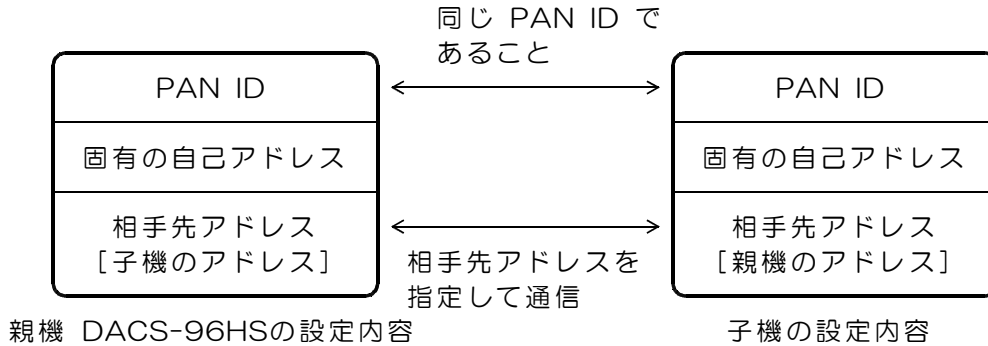 同じ PAN ID で
あること
PAN ID
PAN ID
固有の自己アドレス
固有の自己アドレス
相手先アドレス
[子機のアドレス]
相手先アドレス
[親機のアドレス]
相手先アドレスを
指定して通信
親機 DACS-96HSの設定内容
子機の設定内容